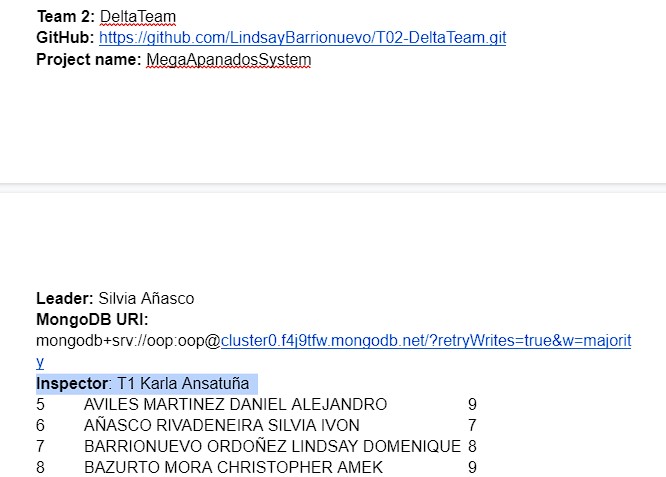 Team 2: DeltaTeam
GitHub: https://github.com/LindsayBarrionuevo/T02-DeltaTeam.git
Project name: MegaApanadosSystem
Leader: Silvia Añasco
MongoDB URI:
mongodb+srv://oop:oop@cluster0.f4j9tfw.mongodb.net/?retryWrites=true&w=majorit
y
Inspector: T1 Karla Ansatuña
5 AVILES MARTINEZ DANIEL ALEJANDRO 9
6 AÑASCO RIVADENEIRA SILVIA IVON 7
7 BARRIONUEVO ORDOÑEZ LINDSAY DOMENIQUE 8
8 BAZURTO MORA CHRISTOPHER AMEK 9